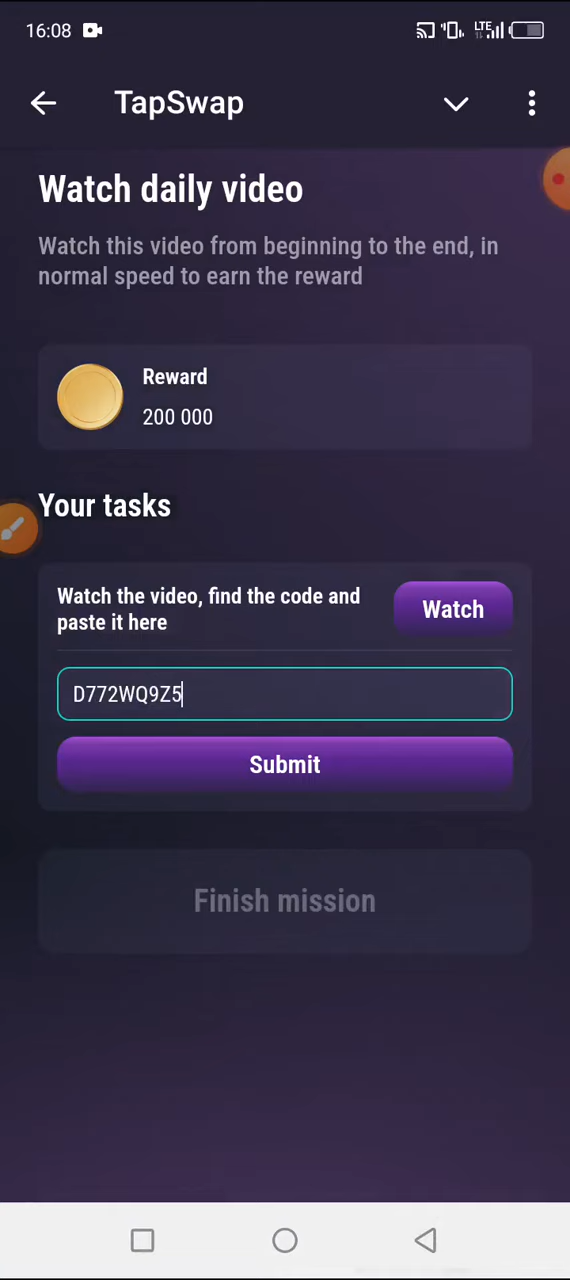 16:08
LTE
TapSwap
Watch daily video
Watch this video from beginning to the end, in
normal speed to earn the reward
Reward
200 000
Your tasks
Watch the video, find the code and
paste it here
Watch
D772WQ9Z5
Submit
Finish mission